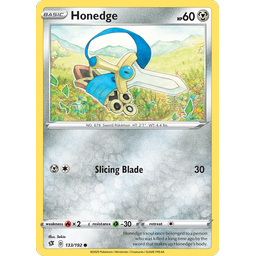 BASIC
Honedge
HP60
NO. 679 Sword Pokémon HT: 2'7" WT: 4.4 lbs.
Slicing Blade 30
weakness ×2 resistance -30 retreat
Honedge's soul once belonged to a person
who was killed a long time ago by the
sword that makes up Honedge's body.
133/192